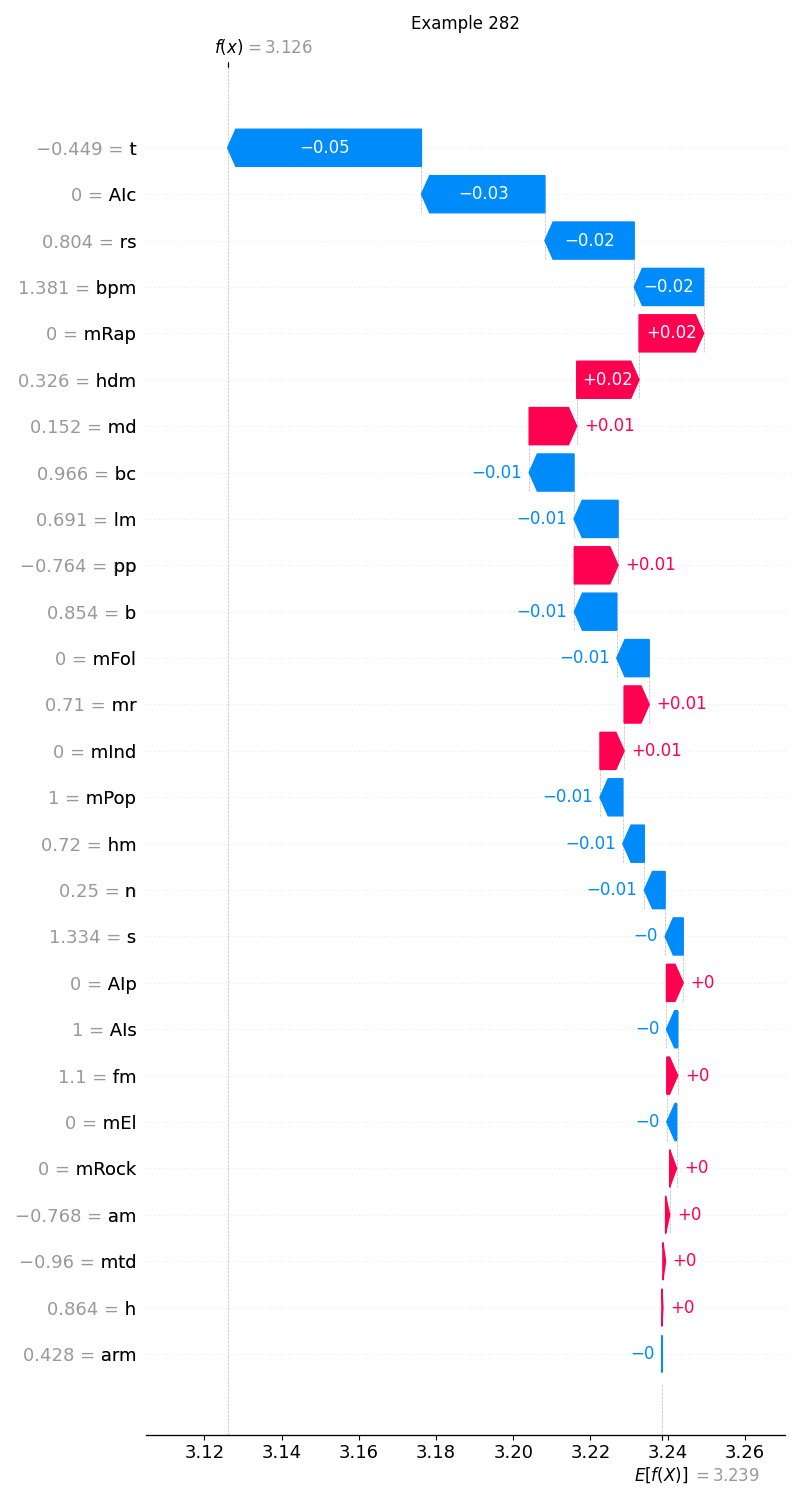 Example 282
f(x) = 3.126
−0.449 = t −0.05
0 = AIc −0.03
0.804 = rs −0.02
1.381 = bpm −0.02
0 = mRap +0.02
0.326 = hdm +0.02
0.152 = md +0.01
0.966 = bc −0.01
0.691 = lm −0.01
−0.764 = pp +0.01
0.854 = b −0.01
0 = mFol −0.01
0.71 = mr +0.01
0 = mInd +0.01
1 = mPop −0.01
0.72 = hm −0.01
0.25 = n −0.01
1.334 = s −0
0 = AIp +0
1 = AIs −0
1.1 = fm +0
0 = mEl −0
0 = mRock +0
−0.768 = am +0
−0.96 = mtd +0
0.864 = h +0
0.428 = arm −0
3.12 3.14 3.16 3.18 3.20 3.22 3.24 3.26
E[f(X)] = 3.239